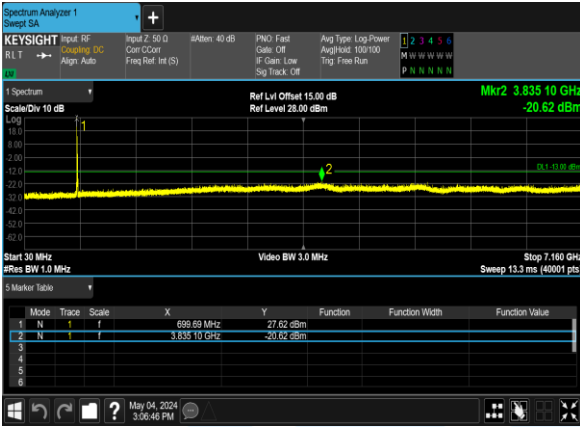 Spectrum Analyzer 1
Swept SA
KEYSIGHT Input: RF Input Z: 50 Ω #Atten: 40 dB PNO: Fast Avg Type: Log-Power 1 2 3 4 5 6
RLT Coupling: DC Corr CCorr Gate: Off Avg|Hold: 100/100 M W W W W W
Align: Auto Freq Ref: Int (S) IF Gain: Low Trig: Free Run P N N N N N
Sig Track: Off
1 Spectrum
Ref Lvl Offset 15.00 dB Mkr2 3.835 10 GHz
Scale/Div 10 dB Ref Level 28.00 dBm -20.62 dBm
Log
18.0
8.00
-2.00
-12.0
-22.0
-32.0
-42.0
-52.0
-62.0
1
2
DL1 -13.00 dBm
Start 30 MHz Video BW 3.0 MHz Stop 7.160 GHz
#Res BW 1.0 MHz Sweep 13.3 ms (40001 pts
5 Marker Table
Mode Trace Scale X Y Function Function Width Function Value
1 N 1 f 699.69 MHz 27.62 dBm
2 N 1 f 3.835 10 GHz -20.62 dBm
3
4
5
6
?
May 04, 2024
3:06:46 PM